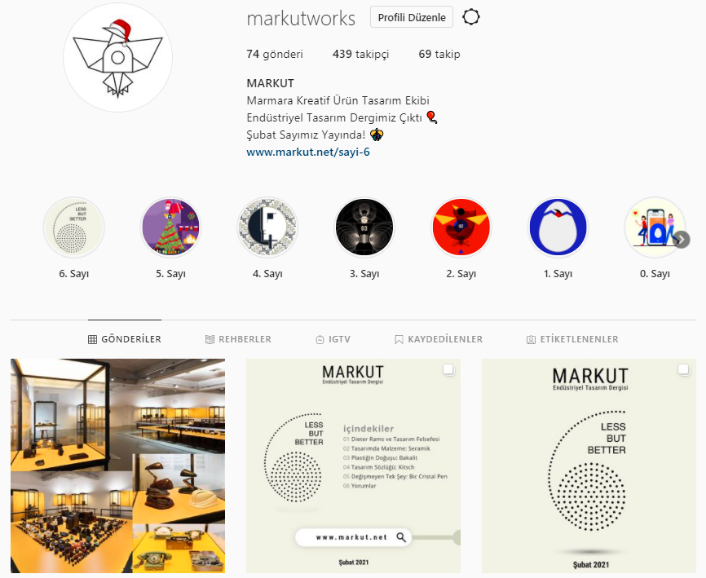 markutworks Profili Düzenle
74 gönderi 439 takipçi 69 takip
MARKUT
Marmara Kreatif Ürün Tasarım Ekibi
Endüstriyel Tasarım Dergimiz Çıktı
Şubat Sayımız Yayında!
www.markut.net/sayi-6
LESS
BUT
BETTER
03
6. Sayı 5. Sayı 4. Sayı 3. Sayı 2. Sayı 1. Sayı 0. Sayı
GÖNDERİLER REHBERLER IGTV KAYDEDİLENLER ETİKETLENENLER
MARKUT
Endüstriyel Tasarım Dergisi
LESS
BUT
BETTER
içindekiler
01 Dieter Rams ve Tasarım Felsefesi
02 Tasarımda Malzeme: Seramik
03 Plastiğin Doğuşu: Bakalit
04 Tasarım Sözlüğü: Kitsch
05 Değişmeyen Tek Şey: Bic Cristal Pen
06 Yorumlar
www.markut.net
Şubat 2021
MARKUT
Endüstriyel Tasarım Dergisi
LESS
BUT
BETTER
Şubat 2021